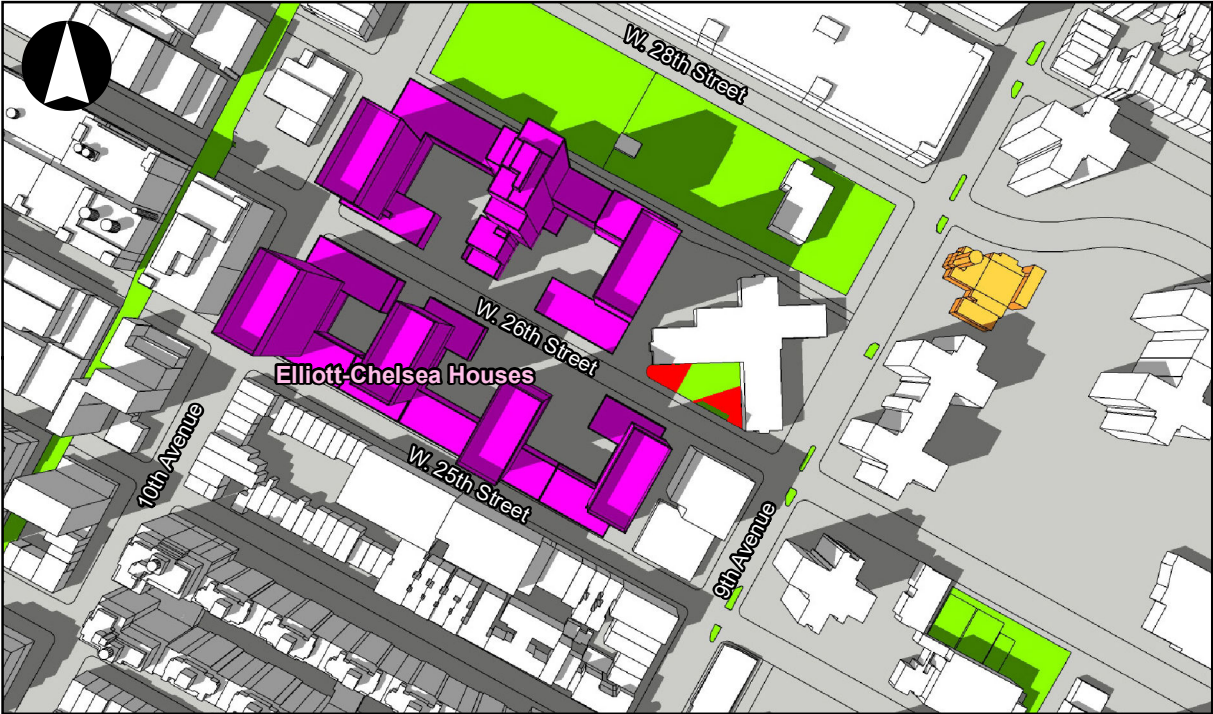 W. 28th Street
W. 26th Street
Elliott-Chelsea Houses
10th Avenue
W. 25th Street
9th Avenue